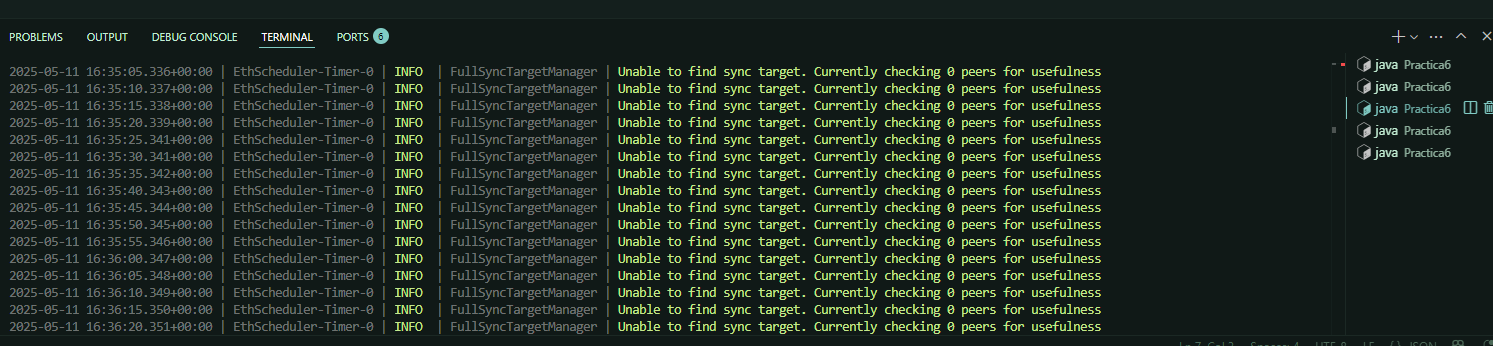 PROBLEMS OUTPUT DEBUG CONSOLE TERMINAL PORTS 6
2025-05-11 16:35:05.336+00:00 | EthScheduler-Timer-0 | INFO | FullSyncTargetManager | Unable to find sync target. Currently checking 0 peers for usefulness
2025-05-11 16:35:10.337+00:00 | EthScheduler-Timer-0 | INFO | FullSyncTargetManager | Unable to find sync target. Currently checking 0 peers for usefulness
2025-05-11 16:35:15.338+00:00 | EthScheduler-Timer-0 | INFO | FullSyncTargetManager | Unable to find sync target. Currently checking 0 peers for usefulness
2025-05-11 16:35:20.339+00:00 | EthScheduler-Timer-0 | INFO | FullSyncTargetManager | Unable to find sync target. Currently checking 0 peers for usefulness
2025-05-11 16:35:25.341+00:00 | EthScheduler-Timer-0 | INFO | FullSyncTargetManager | Unable to find sync target. Currently checking 0 peers for usefulness
2025-05-11 16:35:30.341+00:00 | EthScheduler-Timer-0 | INFO | FullSyncTargetManager | Unable to find sync target. Currently checking 0 peers for usefulness
2025-05-11 16:35:35.342+00:00 | EthScheduler-Timer-0 | INFO | FullSyncTargetManager | Unable to find sync target. Currently checking 0 peers for usefulness
2025-05-11 16:35:40.343+00:00 | EthScheduler-Timer-0 | INFO | FullSyncTargetManager | Unable to find sync target. Currently checking 0 peers for usefulness
2025-05-11 16:35:45.344+00:00 | EthScheduler-Timer-0 | INFO | FullSyncTargetManager | Unable to find sync target. Currently checking 0 peers for usefulness
2025-05-11 16:35:50.345+00:00 | EthScheduler-Timer-0 | INFO | FullSyncTargetManager | Unable to find sync target. Currently checking 0 peers for usefulness
2025-05-11 16:35:55.346+00:00 | EthScheduler-Timer-0 | INFO | FullSyncTargetManager | Unable to find sync target. Currently checking 0 peers for usefulness
2025-05-11 16:36:00.347+00:00 | EthScheduler-Timer-0 | INFO | FullSyncTargetManager | Unable to find sync target. Currently checking 0 peers for usefulness
2025-05-11 16:36:05.348+00:00 | EthScheduler-Timer-0 | INFO | FullSyncTargetManager | Unable to find sync target. Currently checking 0 peers for usefulness
2025-05-11 16:36:10.349+00:00 | EthScheduler-Timer-0 | INFO | FullSyncTargetManager | Unable to find sync target. Currently checking 0 peers for usefulness
2025-05-11 16:36:15.350+00:00 | EthScheduler-Timer-0 | INFO | FullSyncTargetManager | Unable to find sync target. Currently checking 0 peers for usefulness
2025-05-11 16:36:20.351+00:00 | EthScheduler-Timer-0 | INFO | FullSyncTargetManager | Unable to find sync target. Currently checking 0 peers for usefulness
java Practica6
java Practica6
java Practica6
java Practica6
java Practica6